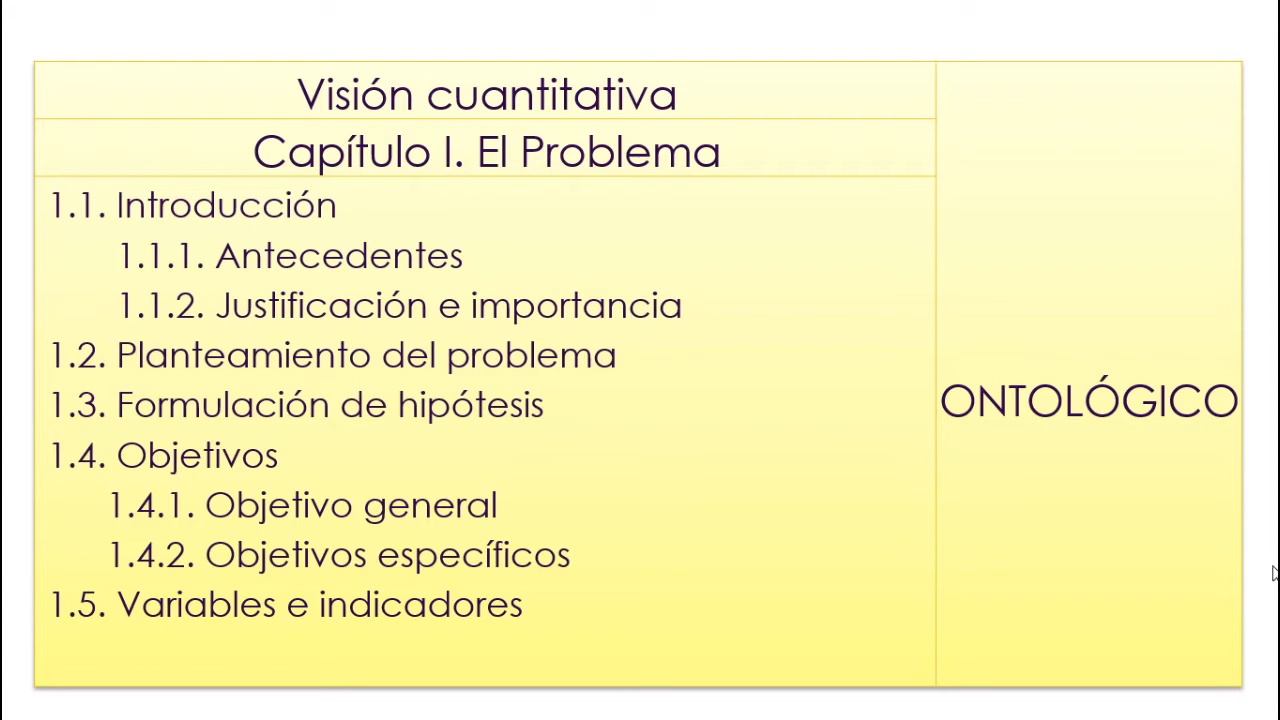 Visión cuantitativa
Capítulo I. El Problema
1.1. Introducción
1.1.1. Antecedentes
1.1.2. Justificación e importancia
1.2. Planteamiento del problema
1.3. Formulación de hipótesis
1.4. Objetivos
1.4.1. Objetivo general
1.4.2. Objetivos específicos
1.5. Variables e indicadores
ONTOLÓGICO